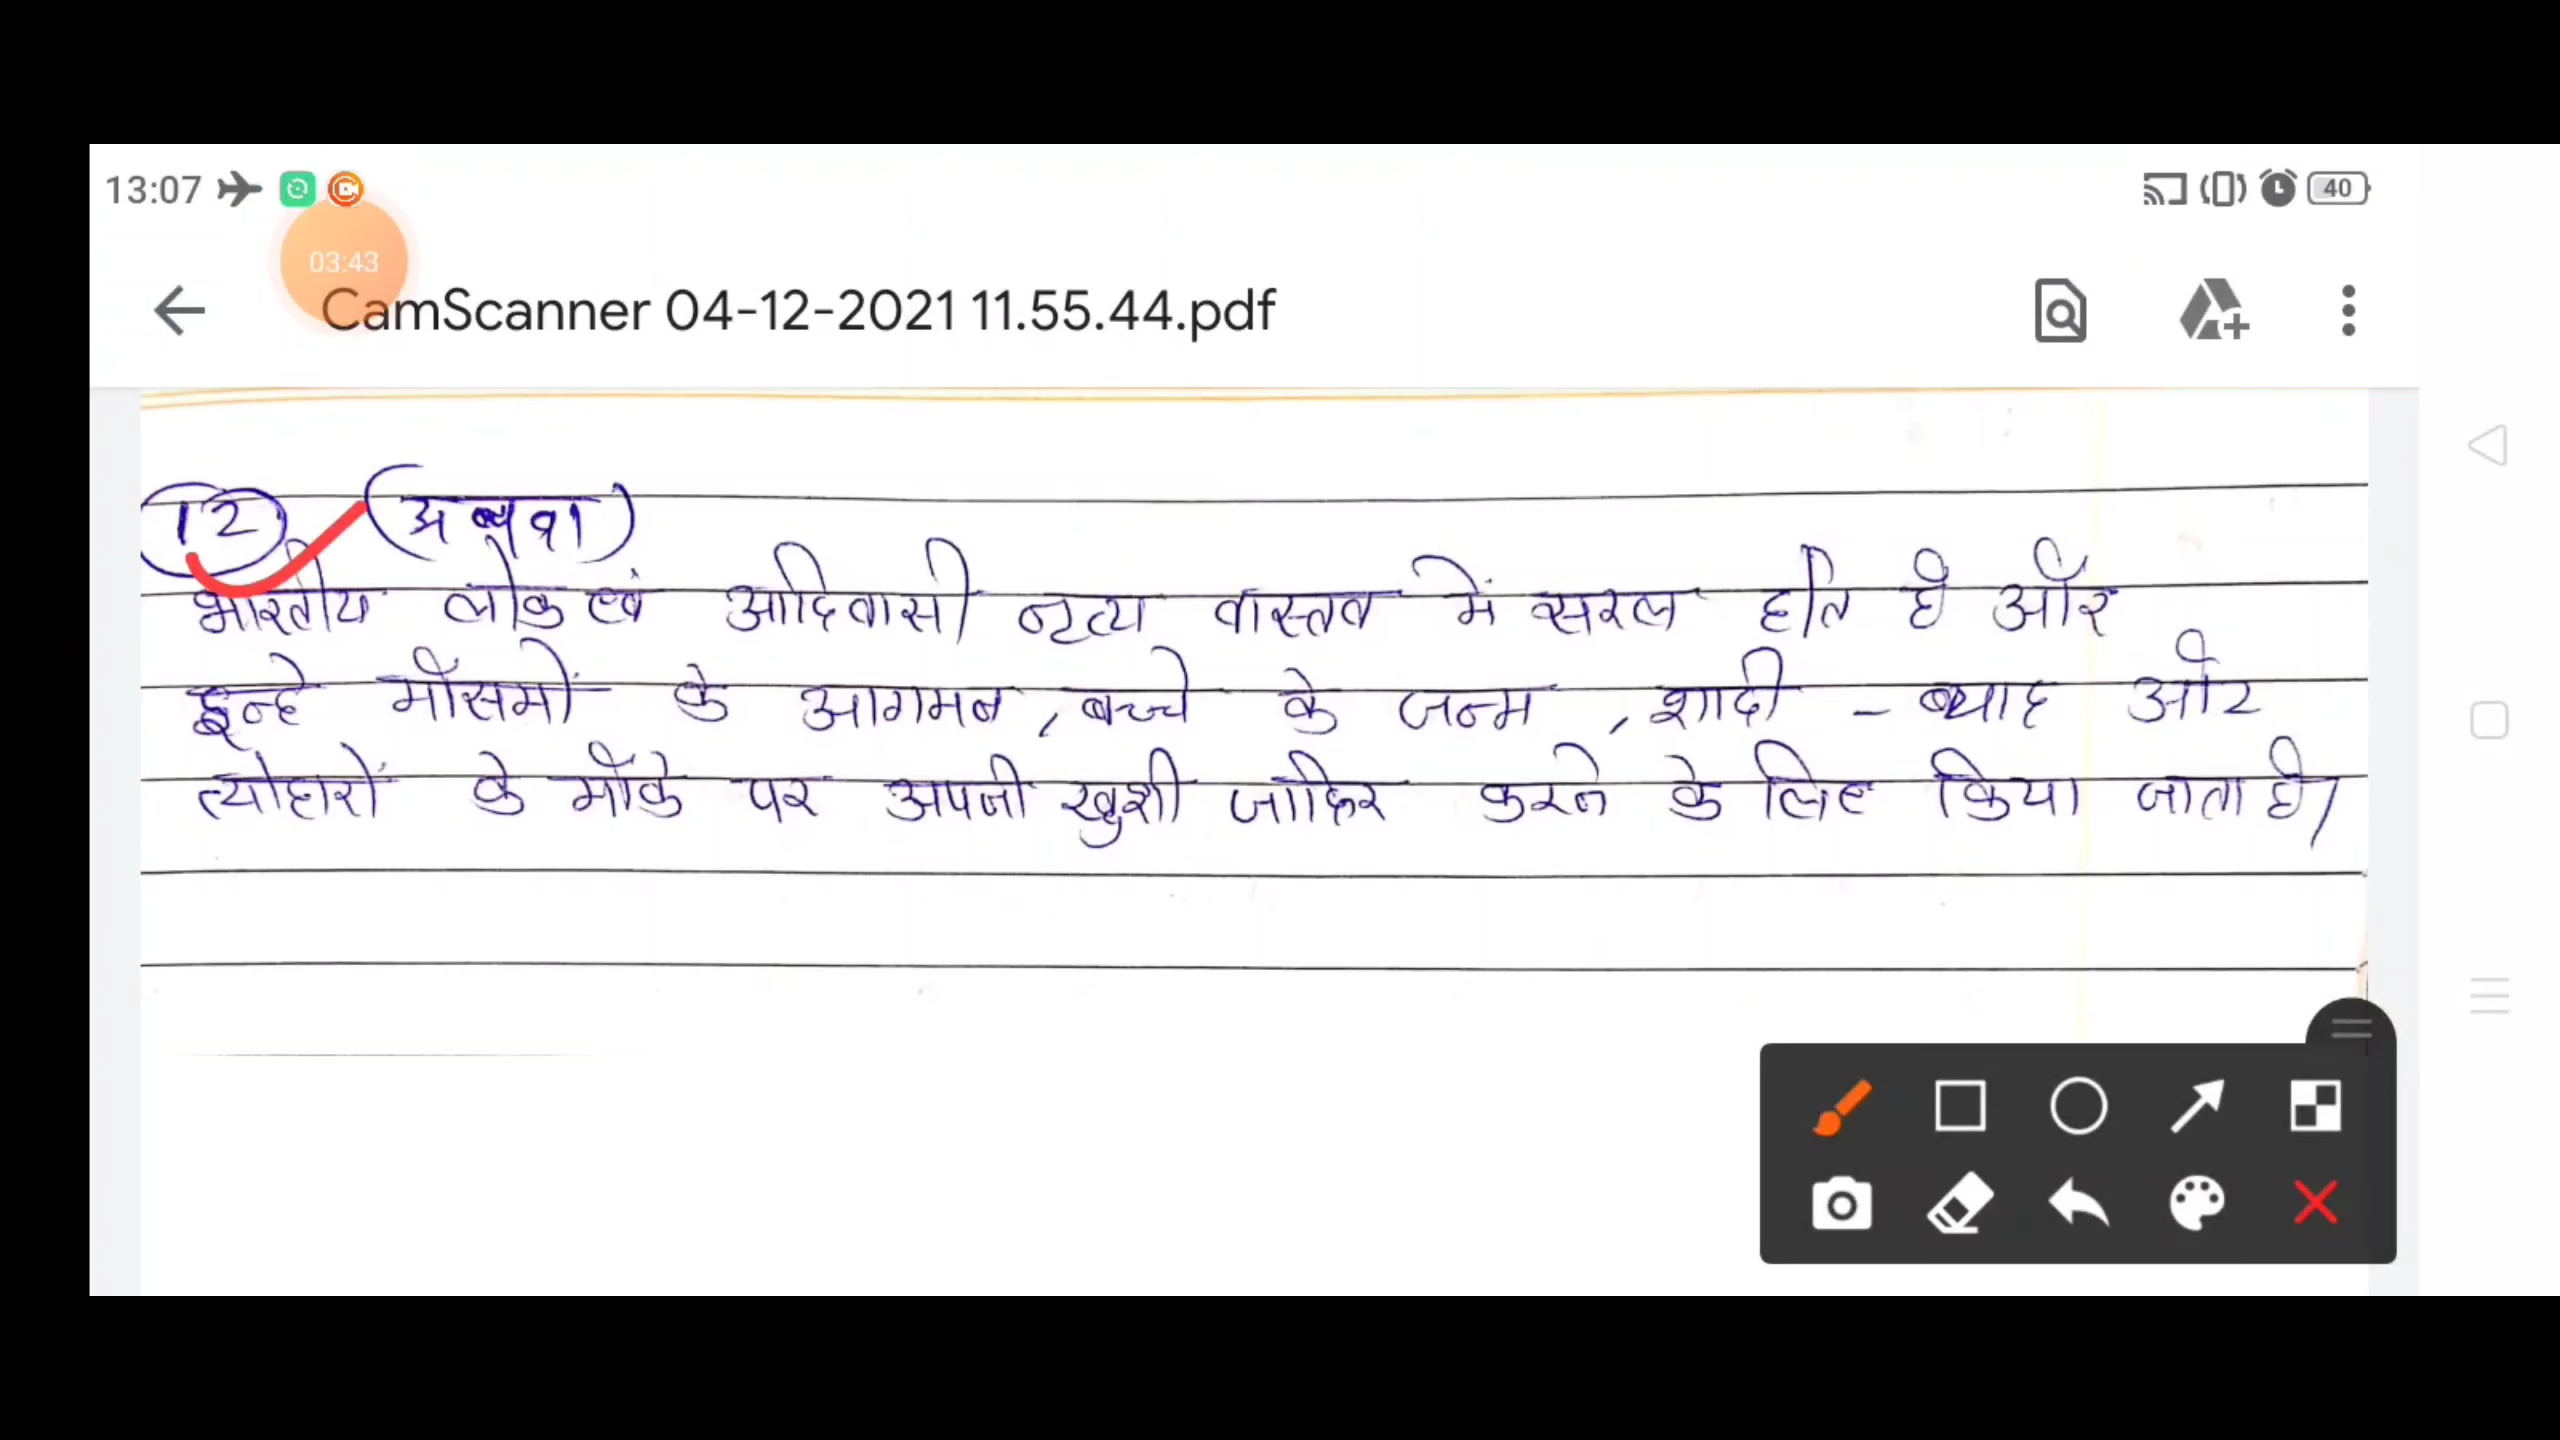 13:07
40
03:43
CamScanner 04-12-2021 11.55.44.pdf
12 (अथवा)
भारतीय लोक एवं आदिवासी नृत्य वास्तव में सरल होते है और
इन्हे मौसमों के आगमन, बच्चे के जन्म, शादी - ब्याह और
त्योहारों के मौके पर अपनी खुशी जाहिर करने के लिए किया जाता है।